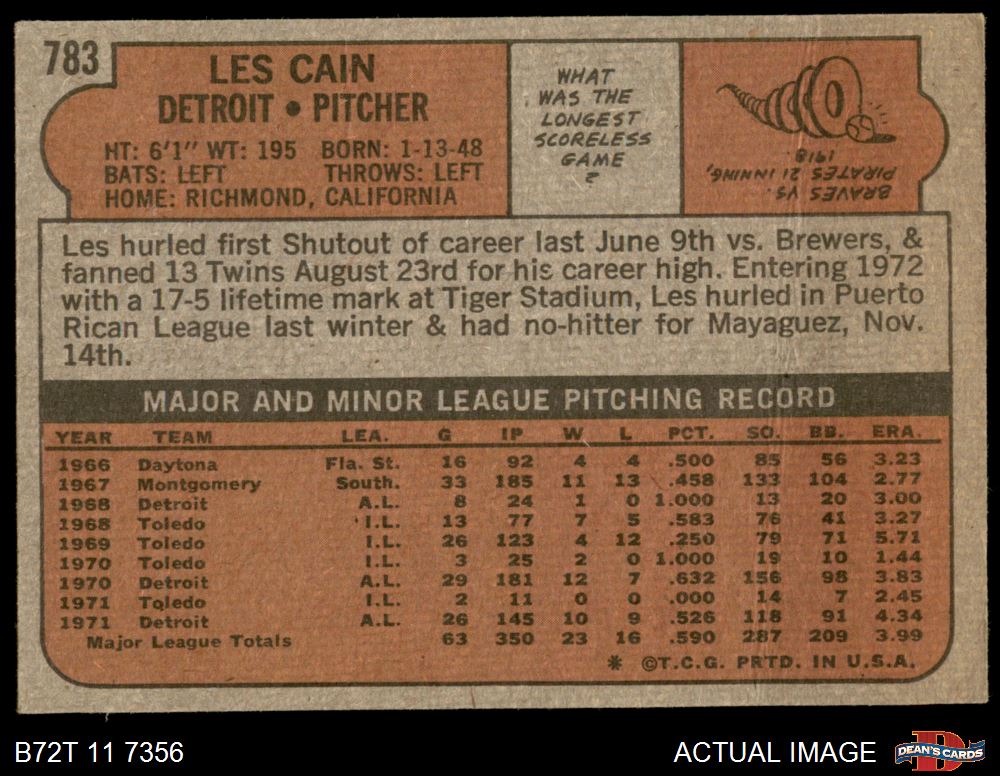 783
LES CAIN
DETROIT • PITCHER
HT: 6'1" WT: 195 BORN: 1-13-48
BATS: LEFT THROWS: LEFT
HOME: RICHMOND, CALIFORNIA
WHAT
WAS THE
LONGEST
SCORELESS
GAME
?
BRAVES VS.
PIRATES 21 INNING,
1918
Les hurled first Shutout of career last June 9th vs. Brewers, &
fanned 13 Twins August 23rd for his career high. Entering 1972
with a 17-5 lifetime mark at Tiger Stadium, Les hurled in Puerto
Rican League last winter & had no-hitter for Mayaguez, Nov.
14th.
MAJOR AND MINOR LEAGUE PITCHING RECORD
YEAR TEAM LEA. G IP W L PCT. SO. BB. ERA.
1966 Daytona Fla. St. 16 92 4 4 .500 85 56 3.23
1967 Montgomery South. 33 185 11 13 .458 133 104 2.77
1968 Detroit A.L. 8 24 1 0 1.000 13 20 3.00
1968 Toledo I.L. 13 77 7 5 .583 76 41 3.27
1969 Toledo I.L. 26 123 4 12 .250 79 71 5.71
1970 Toledo I.L. 3 25 2 0 1.000 19 10 1.44
1970 Detroit A.L. 29 181 12 7 .632 156 98 3.83
1971 Toledo I.L. 2 11 0 0 .000 14 7 2.45
1971 Detroit A.L. 26 145 10 9 .526 118 91 4.34
Major League Totals 63 350 23 16 .590 287 209 3.99
* ©T.C.G. PRTD. IN U.S.A.
B72T 11 7356
ACTUAL IMAGE
D
DEAN'S CARDS